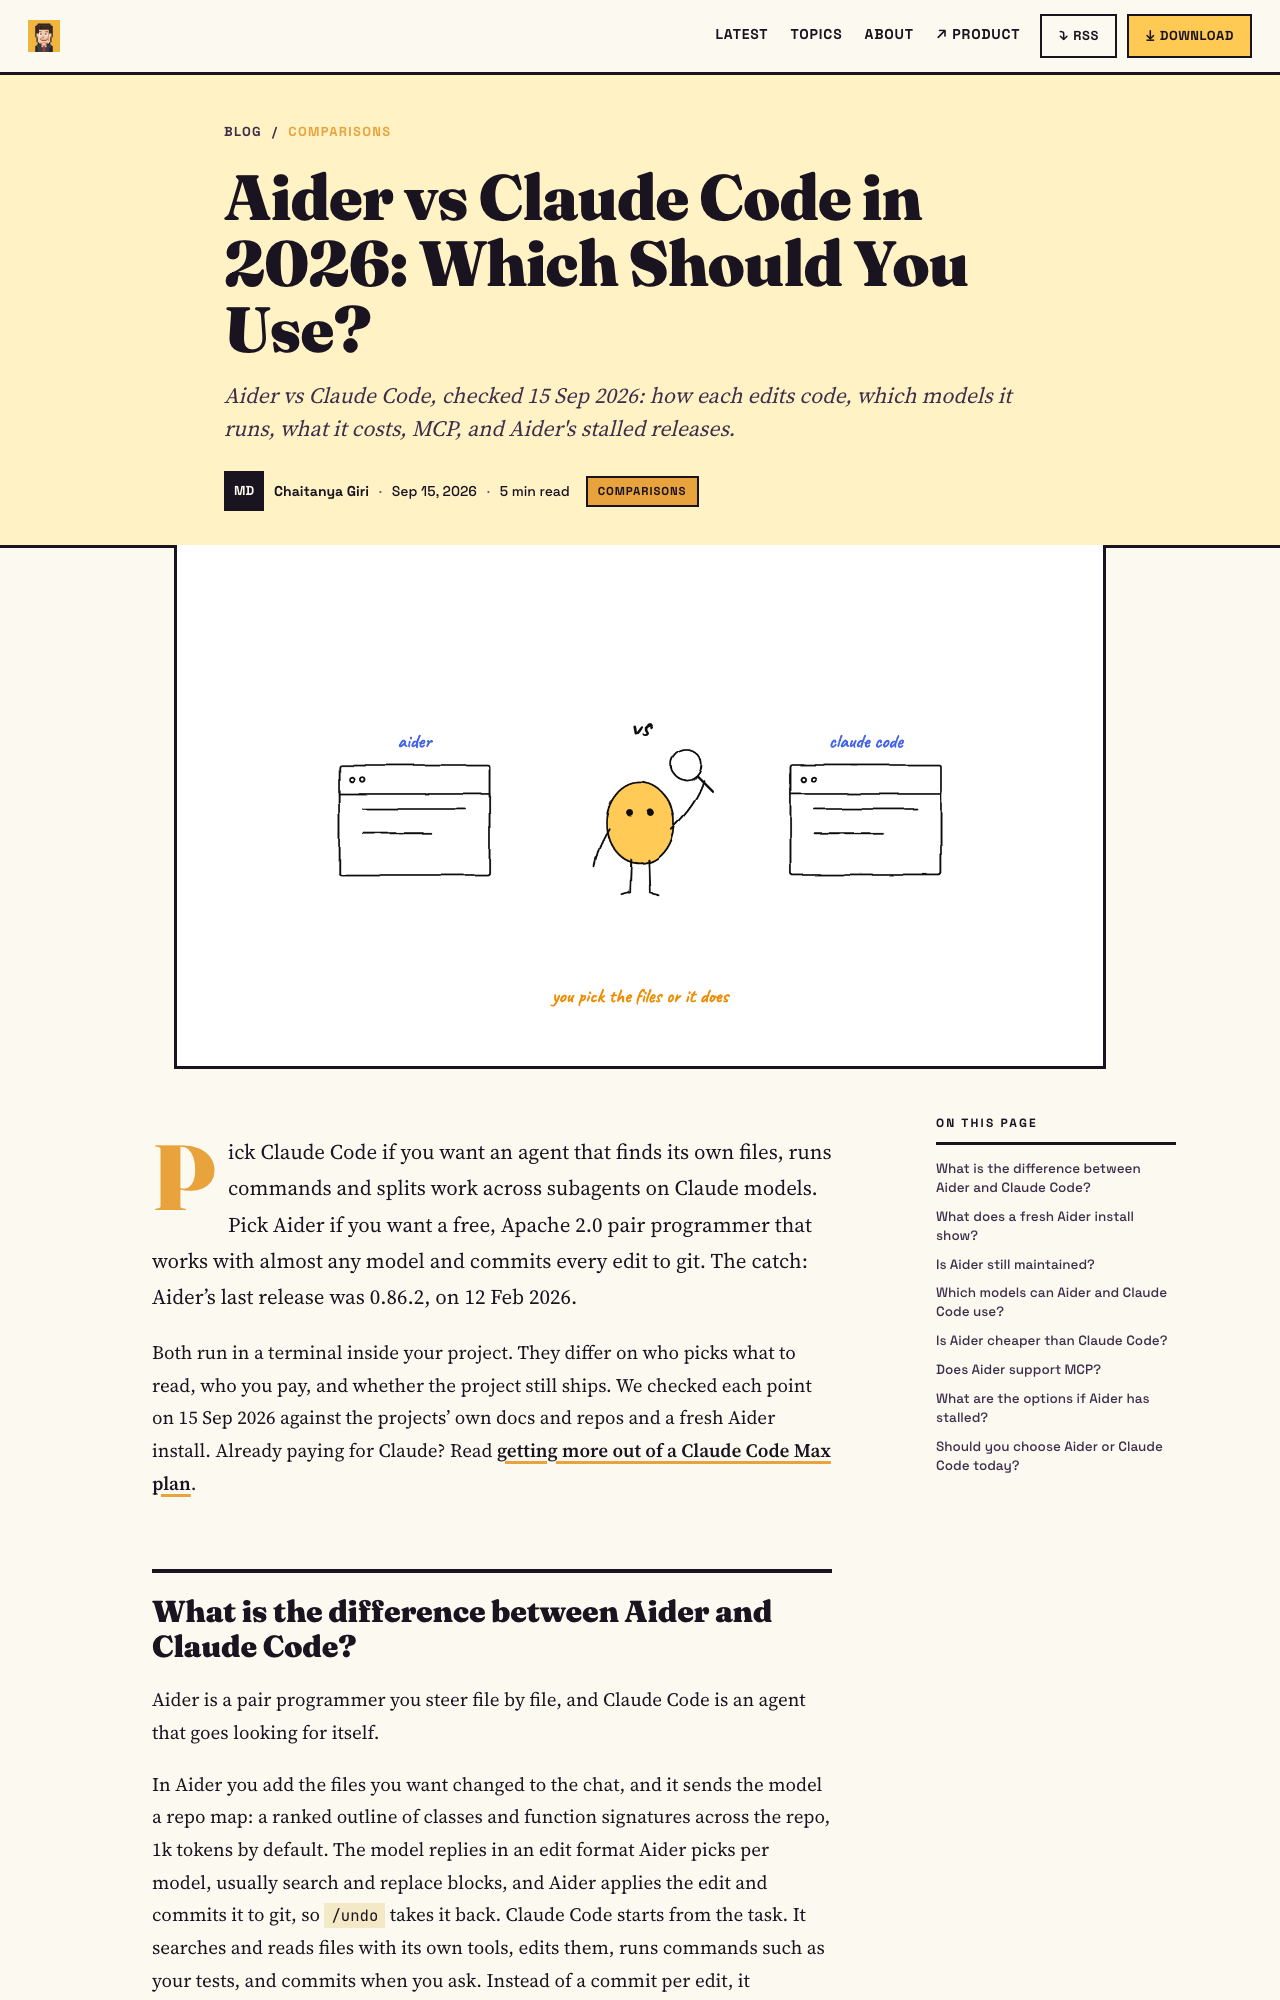 LATEST TOPICS ABOUT ↗ PRODUCT ⤵ RSS ⤓ DOWNLOAD
BLOG / COMPARISONS
Aider vs Claude Code in
2026: Which Should You
Use?
Aider vs Claude Code, checked 15 Sep 2026: how each edits code, which models it
runs, what it costs, MCP, and Aider's stalled releases.
MD Chaitanya Giri · Sep 15, 2026 · 5 min read COMPARISONS
vs
aider
claude code
you pick the files or it does
Pick Claude Code if you want an agent that finds its own files, runs
commands and splits work across subagents on Claude models.
Pick Aider if you want a free, Apache 2.0 pair programmer that
works with almost any model and commits every edit to git. The catch:
Aider’s last release was 0.86.2, on 12 Feb 2026.
Both run in a terminal inside your project. They differ on who picks what to
read, who you pay, and whether the project still ships. We checked each point
on 15 Sep 2026 against the projects’ own docs and repos and a fresh Aider
install. Already paying for Claude? Read getting more out of a Claude Code Max
plan.
ON THIS PAGE
What is the difference between
Aider and Claude Code?
What does a fresh Aider install
show?
Is Aider still maintained?
Which models can Aider and Claude
Code use?
Is Aider cheaper than Claude Code?
Does Aider support MCP?
What are the options if Aider has
stalled?
Should you choose Aider or Claude
Code today?
What is the difference between Aider and
Claude Code?
Aider is a pair programmer you steer file by file, and Claude Code is an agent
that goes looking for itself.
In Aider you add the files you want changed to the chat, and it sends the model
a repo map: a ranked outline of classes and function signatures across the repo,
1k tokens by default. The model replies in an edit format Aider picks per
model, usually search and replace blocks, and Aider applies the edit and
commits it to git, so /undo takes it back. Claude Code starts from the task. It
searches and reads files with its own tools, edits them, runs commands such as
your tests, and commits when you ask. Instead of a commit per edit, it